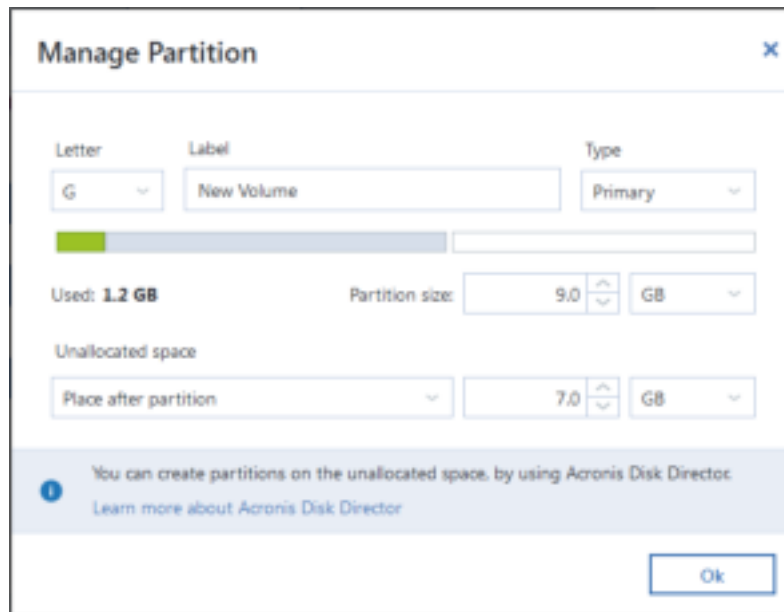 Manage Partition
Letter Label Type
G New Volume Primary
Used: 1.2 GB Partition size: 9.0 GB
Unallocated space
Place after partition 7.0 GB
You can create partitions on the unallocated space, by using Acronis Disk Director.
Learn more about Acronis Disk Director
Ok